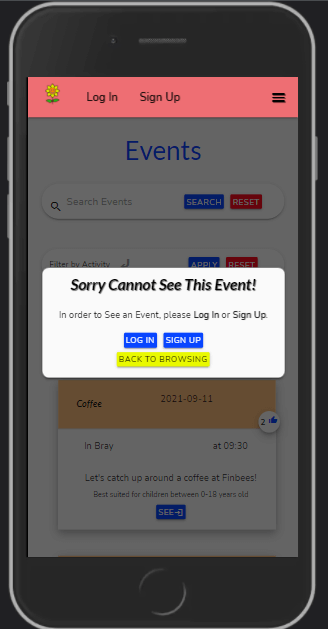 Log In Sign Up
Events
Search Events SEARCH RESET
Filter by Activity APPLY RESET
Sorry Cannot See This Event!
In order to See an Event, please Log In or Sign Up.
LOG IN SIGN UP
BACK TO BROWSING
Coffee 2021-09-11
2
In Bray at 09:30
Let's catch up around a coffee at Finbees!
Best suited for children between 0-18 years old
SEE